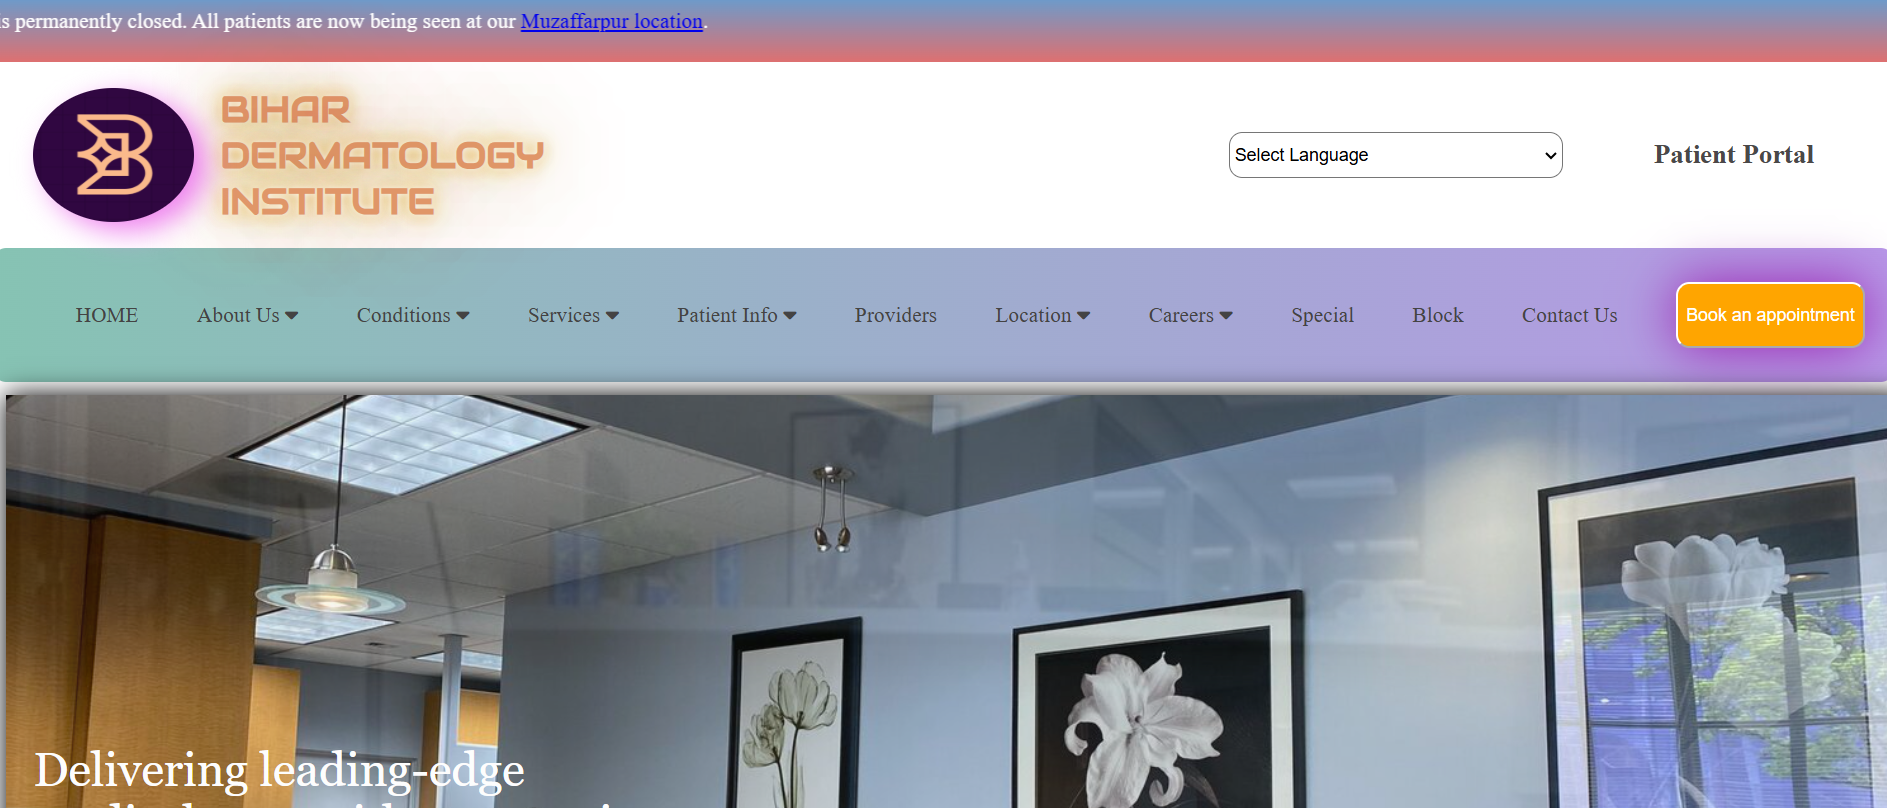 s permanently closed. All patients are now being seen at our Muzaffarpur location.
BIHAR
DERMATOLOGY
INSTITUTE
Select Language
Patient Portal
HOME About Us Conditions Services Patient Info Providers Location Careers Special Block Contact Us Book an appointment
Delivering leading-edge